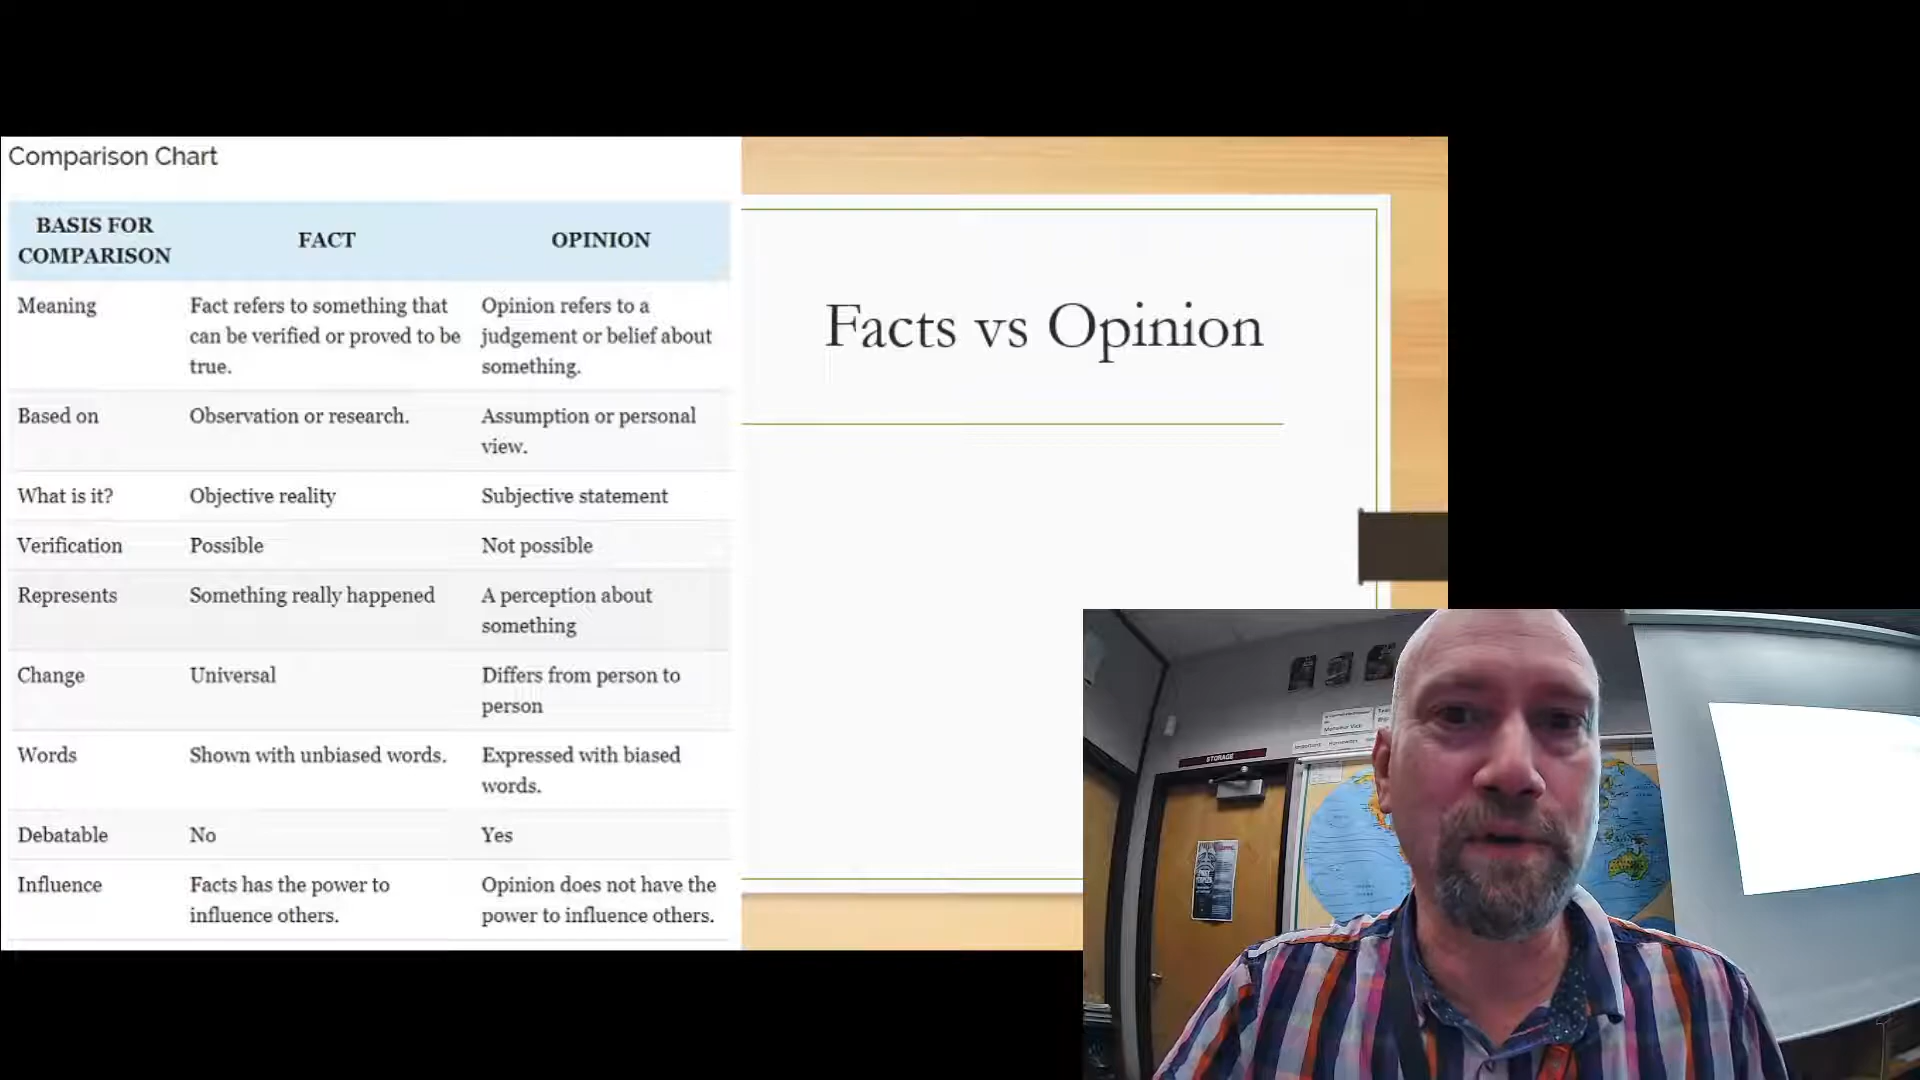 Comparison Chart
BASIS FOR
COMPARISON
FACT
OPINION
Meaning
Fact refers to something that
can be verified or proved to be
true.
Opinion refers to a
judgement or belief about
something.
Based on
Observation or research.
Assumption or personal
view.
What is it?
Objective reality
Subjective statement
Verification
Possible
Not possible
Represents
Something really happened
A perception about
something
Change
Universal
Differs from person to
person
Words
Shown with unbiased words.
Expressed with biased
words.
Debatable
No
Yes
Influence
Facts has the power to
influence others.
Opinion does not have the
power to influence others.
Facts vs Opinion
STORAGE